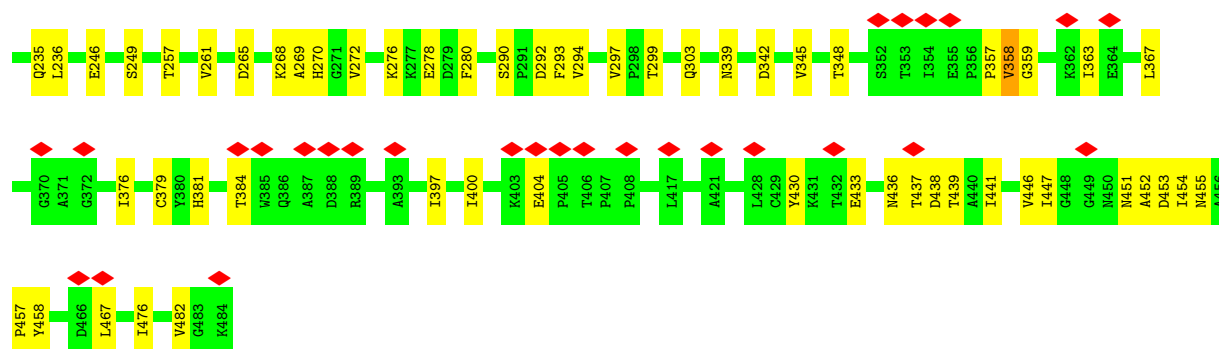 Q235 L236 E246 S249 T257 V261 D265 K268 A269 H270 G271 V272 K276 K277 E278 D279 F280 S290 P291 D292 F293 V294 V297 P298 T299 Q303 N339 D342 V345 T348 S352 T353 I354 E355 P356 P357 V358 G359 K362 I363 E364 L367
G370 A371 G372 I376 C379 Y380 H381 T384 W385 Q386 A387 D388 R389 A393 I397 I400 K403 E404 P405 T406 P407 P408 L417 A421 L428 C429 Y430 K431 T432 E433 N436 T437 D438 T439 A440 I441 V446 I447 G448 G449 N450 N451 A452 D453 I454 N455 A456
P457 Y458 D466 L467 I476 V482 G483 K484